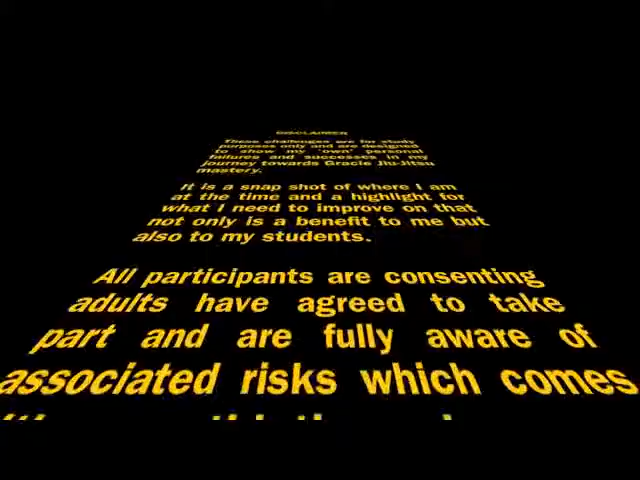 DISCLAIMER
These challenges are for study
purposes only and are designed
to show my 'own' personal
failures and successes in my
journey towards Gracie Jiu-Jitsu
mastery.
It is a snap shot of where I am
at the time and a highlight for
what I need to improve on that
not only is a benefit to me but
also to my students.
All participants are consenting
adults have agreed to take
part and are fully aware of
associated risks which comes